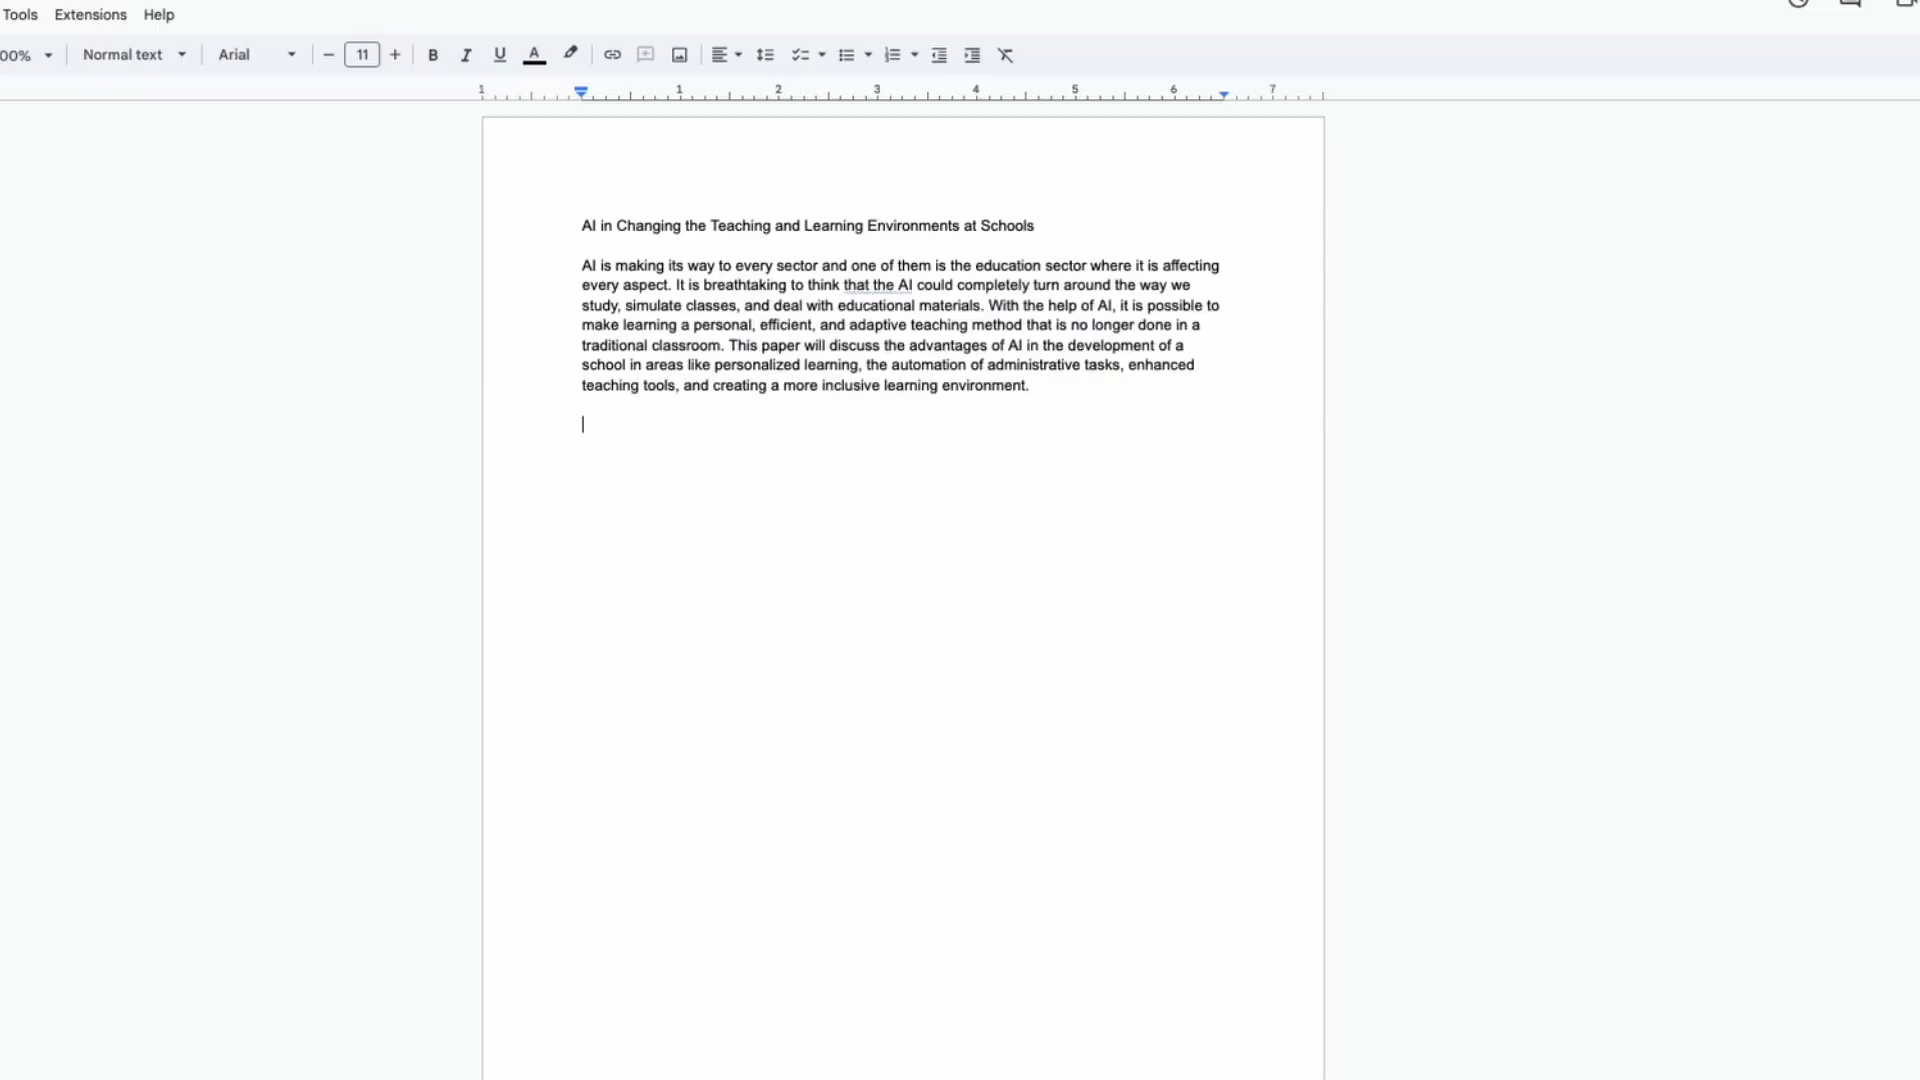 Tools Extensions Help
00% Normal text Arial 11 B I U A
1 1 2 3 4 5 6 7
AI in Changing the Teaching and Learning Environments at Schools
AI is making its way to every sector and one of them is the education sector where it is affecting
every aspect. It is breathtaking to think that the AI could completely turn around the way we
study, simulate classes, and deal with educational materials. With the help of AI, it is possible to
make learning a personal, efficient, and adaptive teaching method that is no longer done in a
traditional classroom. This paper will discuss the advantages of AI in the development of a
school in areas like personalized learning, the automation of administrative tasks, enhanced
teaching tools, and creating a more inclusive learning environment.